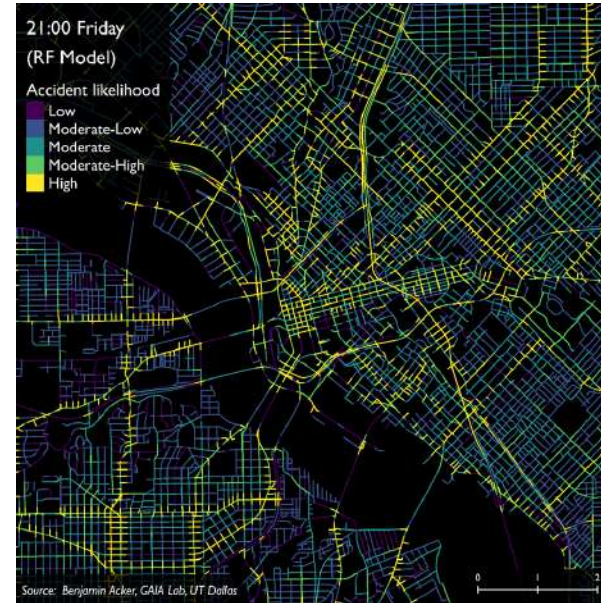 21:00 Friday
(RF Model)
Accident likelihood
Low
Moderate-Low
Moderate
Moderate-High
High
Source: Benjamin Acker, GAIA Lab, UT Dallas
0 1 2